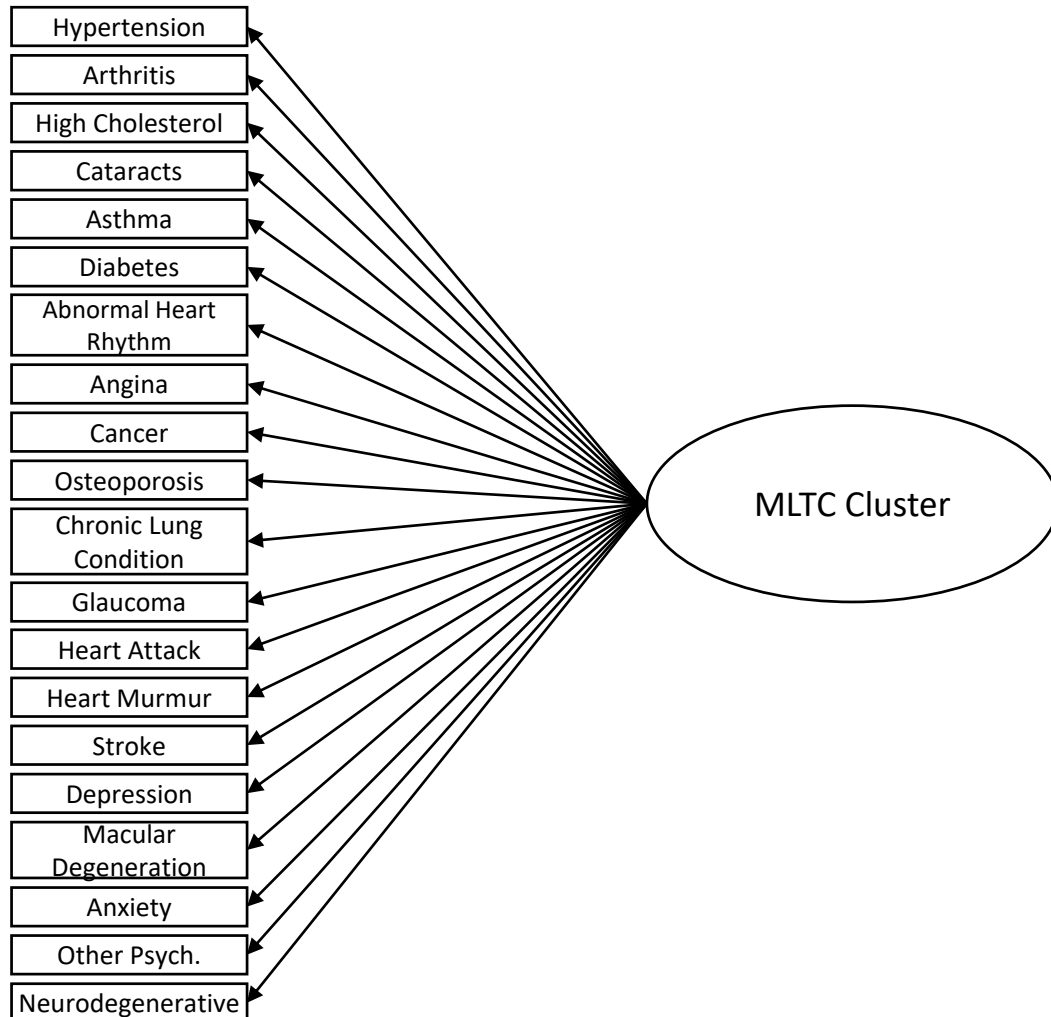 Hypertension
Arthritis
High Cholesterol
Cataracts
Asthma
Diabetes
Abnormal Heart
Rhythm
Angina
Cancer
Osteoporosis
Chronic Lung
Condition
Glaucoma
Heart Attack
Heart Murmur
Stroke
Depression
Macular
Degeneration
Anxiety
Other Psych.
Neurodegenerative
MLTC Cluster